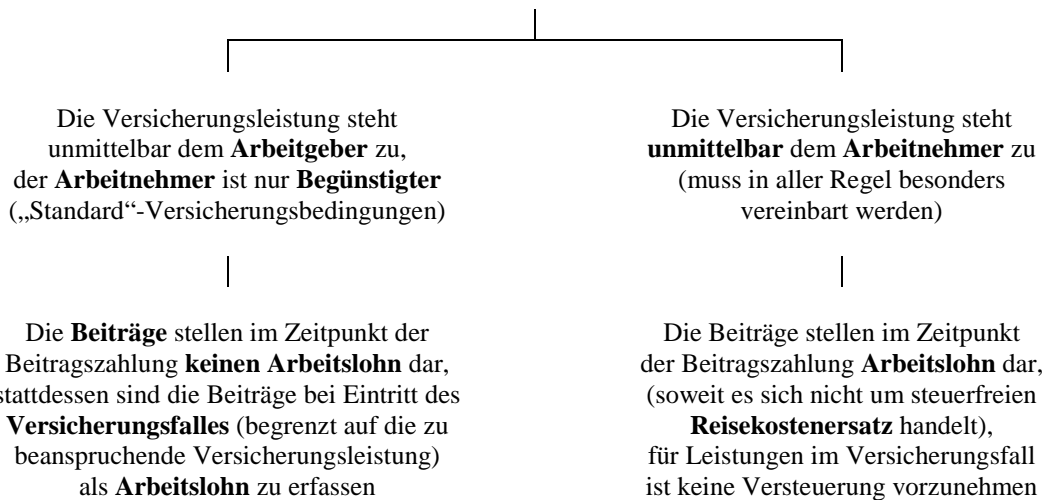 Die Versicherungsleistung steht
unmittelbar dem Arbeitgeber zu,
der Arbeitnehmer ist nur Begünstigter
(„Standard“-Versicherungsbedingungen)
Die Beiträge stellen im Zeitpunkt der
Beitragszahlung keinen Arbeitslohn dar,
stattdessen sind die Beiträge bei Eintritt des
Versicherungsfalles (begrenzt auf die zu
beanspruchende Versicherungsleistung)
als Arbeitslohn zu erfassen
Die Versicherungsleistung steht
unmittelbar dem Arbeitnehmer zu
(muss in aller Regel besonders
vereinbart werden)
Die Beiträge stellen im Zeitpunkt
der Beitragszahlung Arbeitslohn dar,
(soweit es sich nicht um steuerfreien
Reisekostenersatz handelt),
für Leistungen im Versicherungsfall
ist keine Versteuerung vorzunehmen